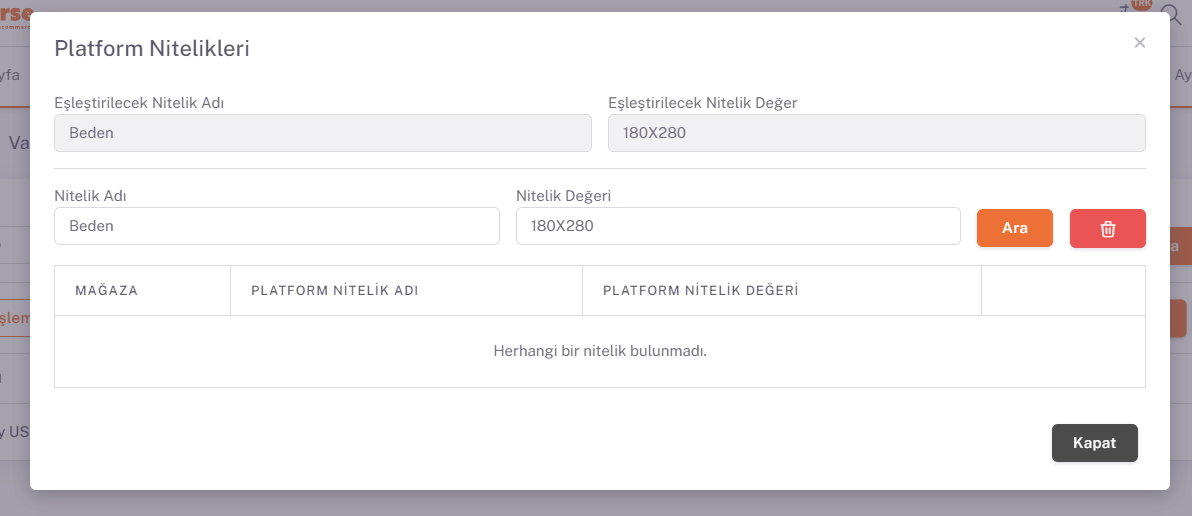 TRK
Platform Nitelikleri
Eşleştirilecek Nitelik Adı
Eşleştirilecek Nitelik Değer
Beden
180X280
Nitelik Adı
Nitelik Değeri
Beden
180X280
Ara
MAĞAZA
PLATFORM NİTELİK ADI
PLATFORM NİTELİK DEĞERİ
Herhangi bir nitelik bulunmadı.
Kapat